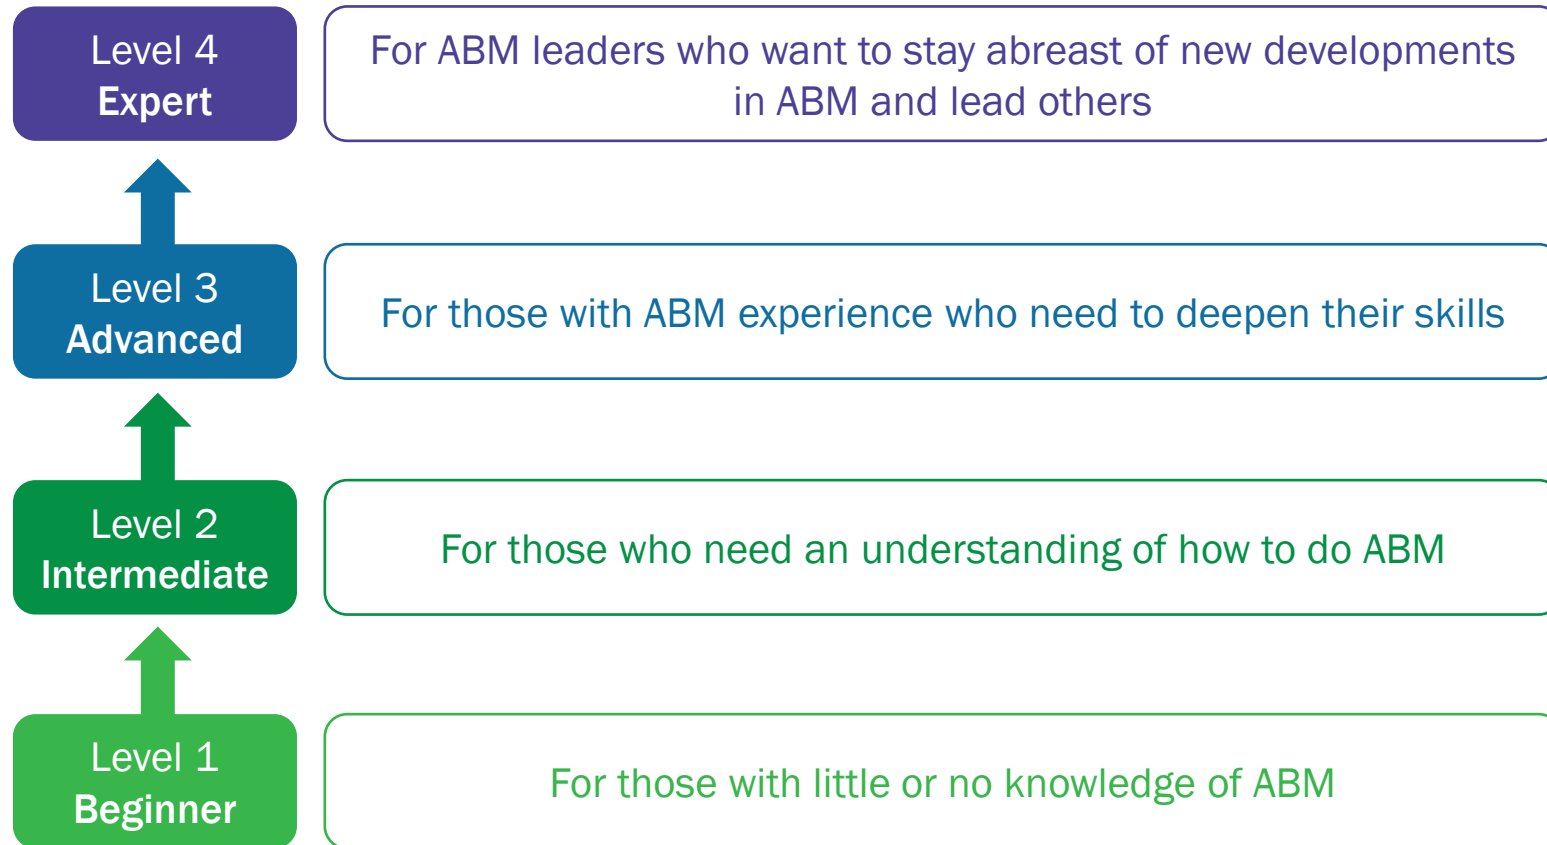 Level 4
Expert
For ABM leaders who want to stay abreast of new developments
in ABM and lead others
Level 3
Advanced
For those with ABM experience who need to deepen their skills
Level 2
Intermediate
For those who need an understanding of how to do ABM
Level 1
Beginner
For those with little or no knowledge of ABM